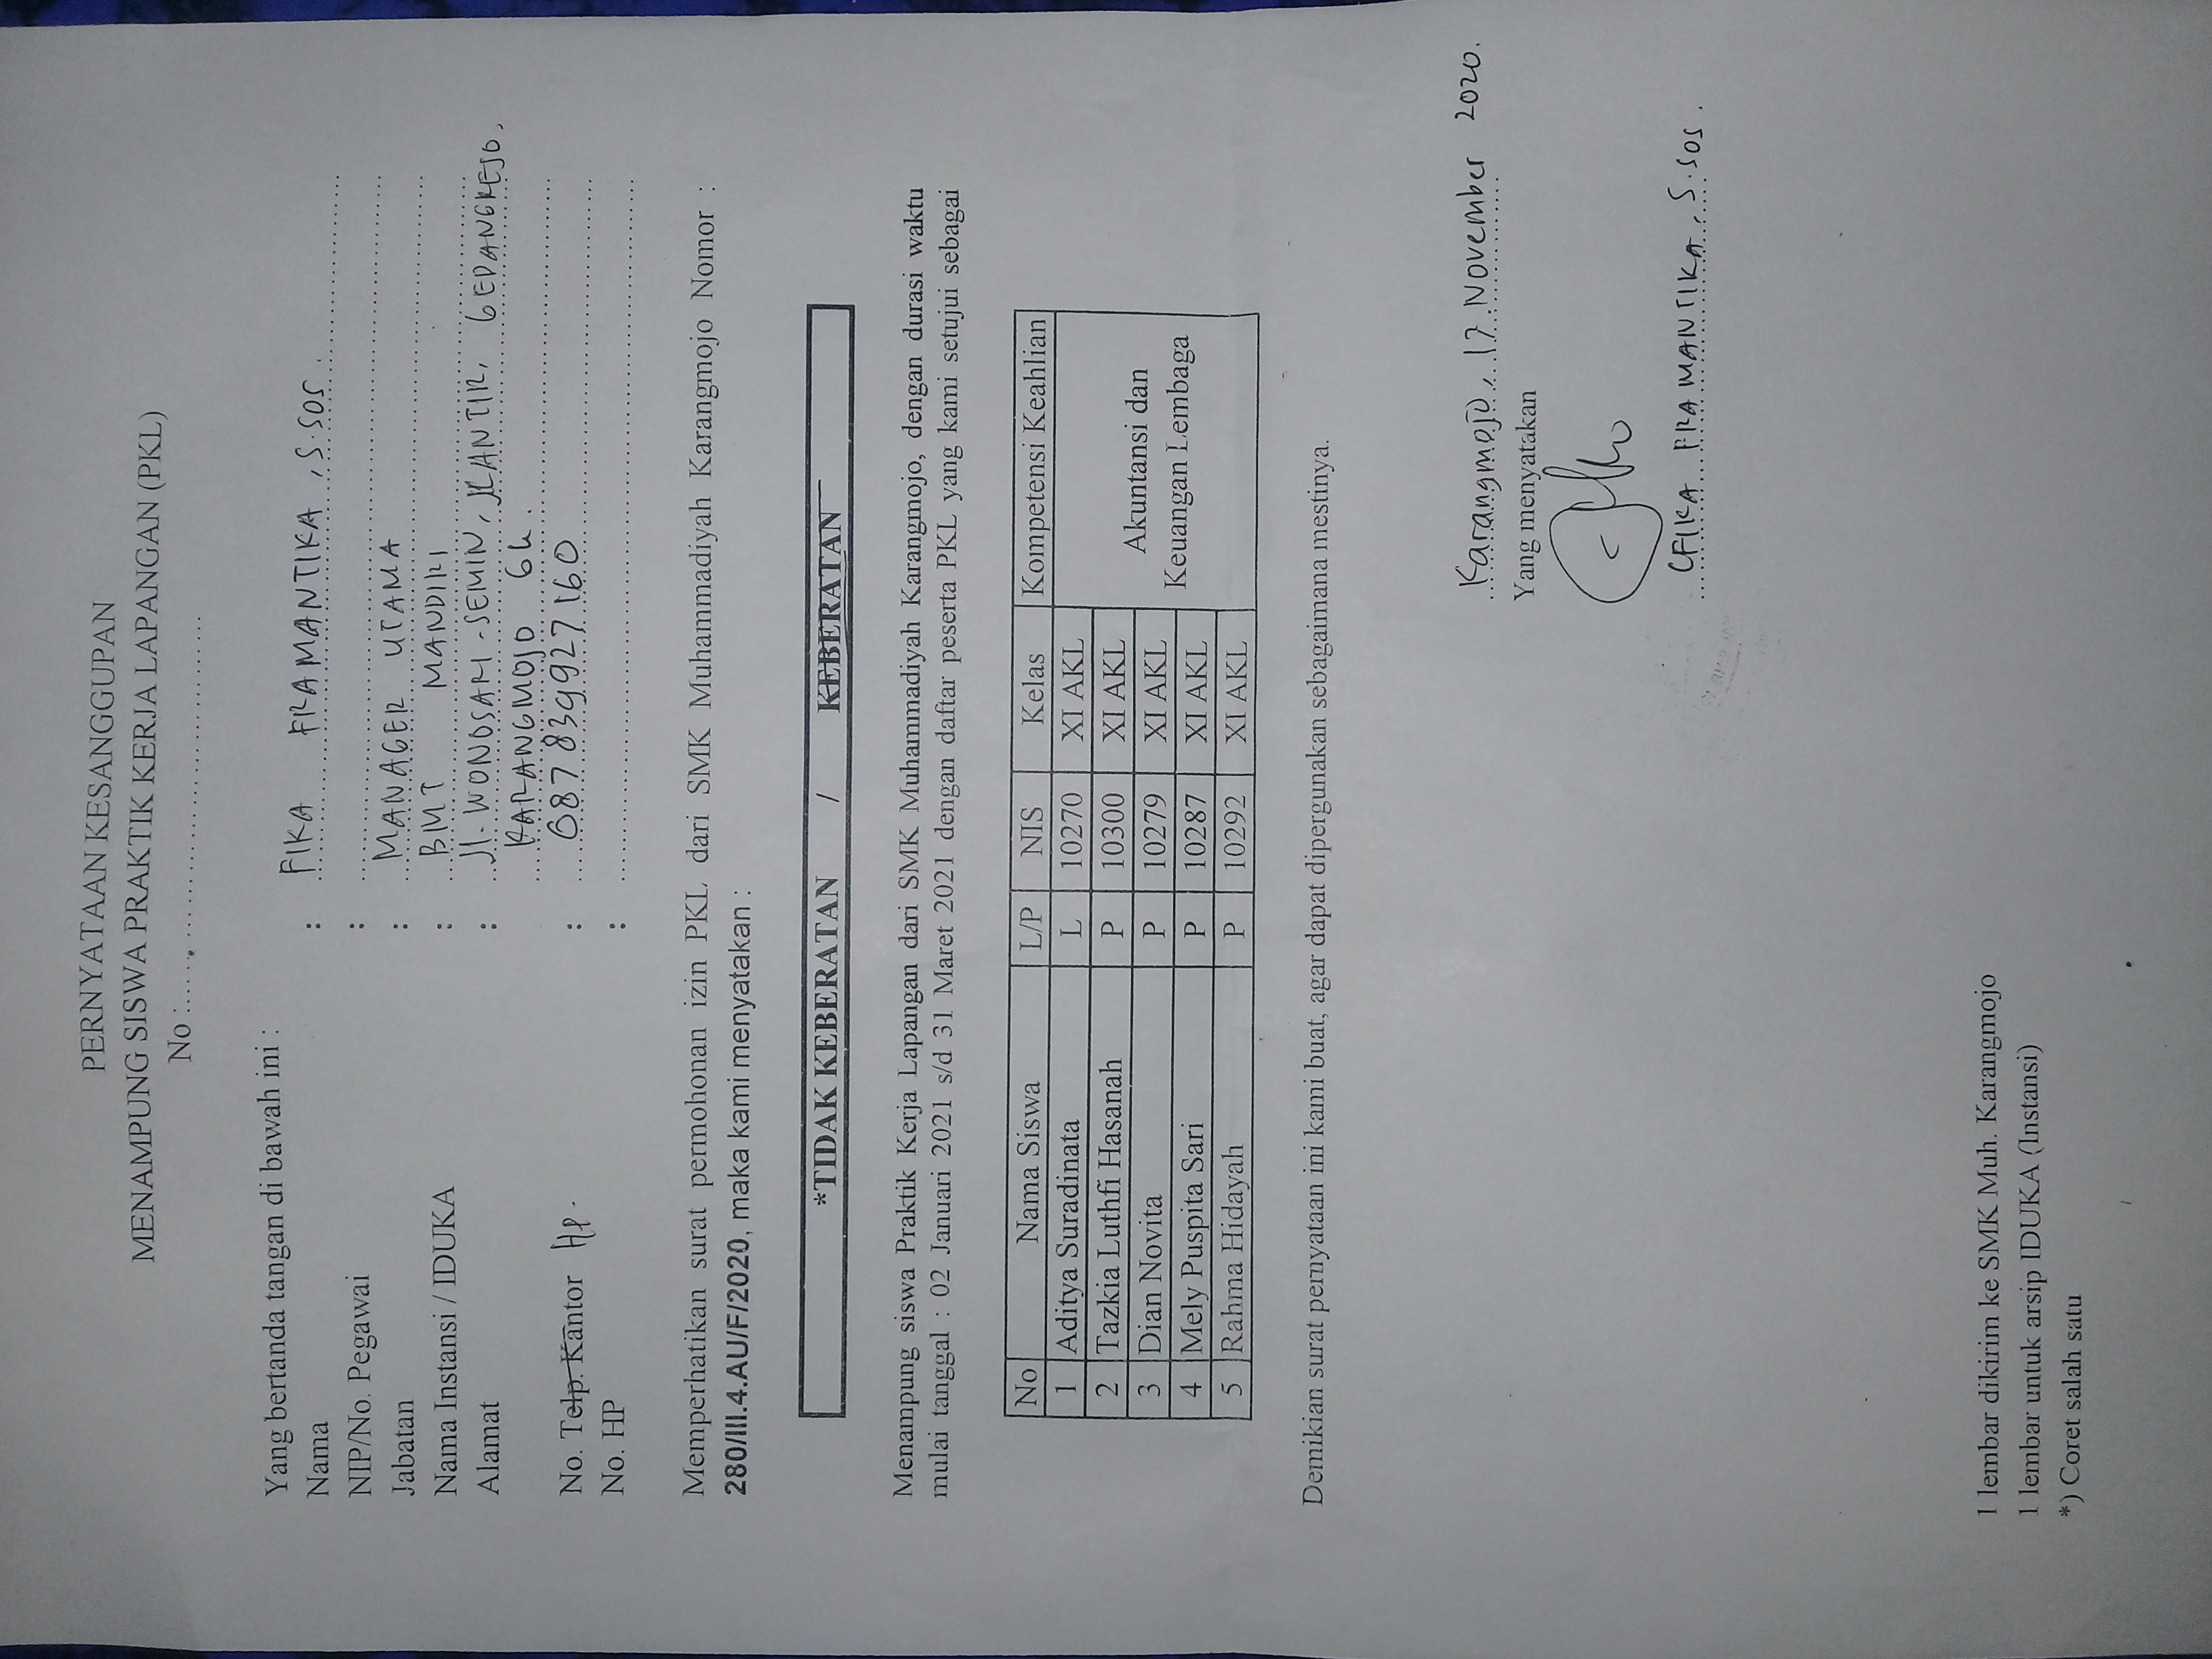 PERNYATAAN KESANGGUPAN
MENAMPUNG SISWA PRAKTIK KERJA LAPANGAN (PKL)
No :..........................................
Yang bertanda tangan di bawah ini :
Nama : FIKA FRAMANTIKA, S.SOS.
NIP/No. Pegawai :
Jabatan : MANAGER UTAMA
Nama Instansi / IDUKA : BMT MANDIRI
Alamat : Jl. WONOSARI-SEMIN, KANTIR, GEDANGREJO,
KARANGMOJO GK.
No. Telp. Kantor Hp. : 087839927160
No. HP :
Memperhatikan surat permohonan izin PKL dari SMK Muhammadiyah Karangmojo Nomor :
280/III.4.AU/F/2020, maka kami menyatakan :
*TIDAK KEBERATAN / KEBERATAN
Menampung siswa Praktik Kerja Lapangan dari SMK Muhammadiyah Karangmojo, dengan durasi waktu
mulai tanggal : 02 Januari 2021 s/d 31 Maret 2021 dengan daftar peserta PKL yang kami setujui sebagai
No Nama Siswa L/P NIS Kelas Kompetensi Keahlian
1 Aditya Suradinata L 10270 XI AKL
2 Tazkia Luthfi Hasanah P 10300 XI AKL
3 Dian Novita P 10279 XI AKL
4 Mely Puspita Sari P 10287 XI AKL
5 Rahma Hidayah P 10292 XI AKL
Akuntansi dan
Keuangan Lembaga
Demikian surat pernyataan ini kami buat, agar dapat dipergunakan sebagaimana mestinya.
Karangmojo, 17 November 2020.
Yang menyatakan
(FIKA FRAMANTIKA, S.SOS.
1 lembar dikirim ke SMK Muh. Karangmojo
1 lembar untuk arsip IDUKA (Instansi)
*) Coret salah satu